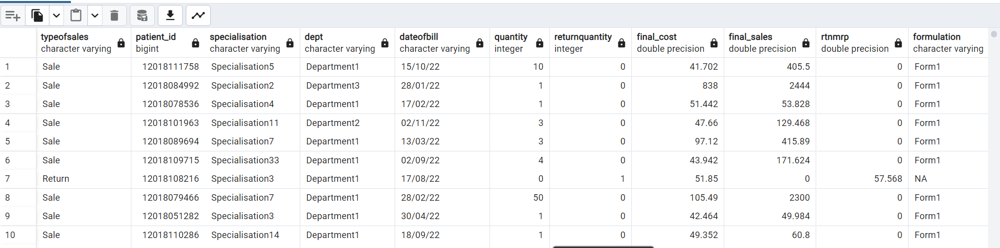 typeofsales patient_id specialisation dept dateofbill quantity returnquantity final_cost final_sales rtnmrp formulation
character varying bigint character varying character varying character varying integer integer double precision double precision double precision character varying
1 Sale 12018111758 Specialisation5 Department1 15/10/22 10 0 41.702 405.5 0 Form1
2 Sale 12018084992 Specialisation2 Department3 28/01/22 1 0 838 2444 0 Form1
3 Sale 12018078536 Specialisation4 Department1 17/02/22 1 0 51.442 53.828 0 Form1
4 Sale 12018101963 Specialisation11 Department2 02/11/22 3 0 47.66 129.468 0 Form1
5 Sale 12018089694 Specialisation7 Department1 13/03/22 3 0 97.12 415.89 0 Form1
6 Sale 12018109715 Specialisation33 Department1 02/09/22 4 0 43.942 171.624 0 Form1
7 Return 12018108216 Specialisation3 Department1 17/08/22 0 1 51.85 0 57.568 NA
8 Sale 12018079466 Specialisation7 Department1 28/02/22 50 0 105.49 2300 0 Form1
9 Sale 12018051282 Specialisation3 Department1 30/04/22 1 0 42.464 49.984 0 Form1
10 Sale 12018110286 Specialisation14 Department1 18/09/22 1 0 49.352 60.8 0 Form1